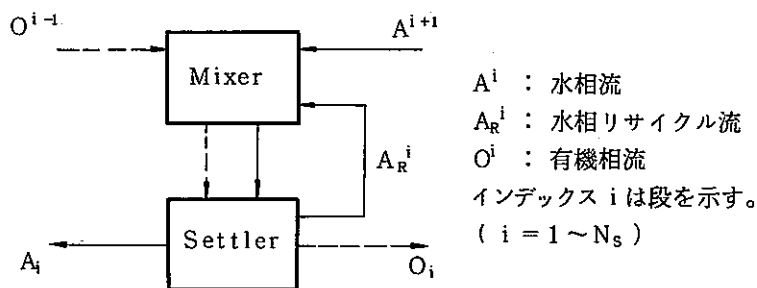 O^{i-1}
A^{i+1}
Mixer
A_R^i
Settler
A_i
O_i
A^i : 水相流
A_R^i : 水相リサイクル流
O^i : 有機相流
インデックス i は段を示す。
( i = 1 ～ N_S )